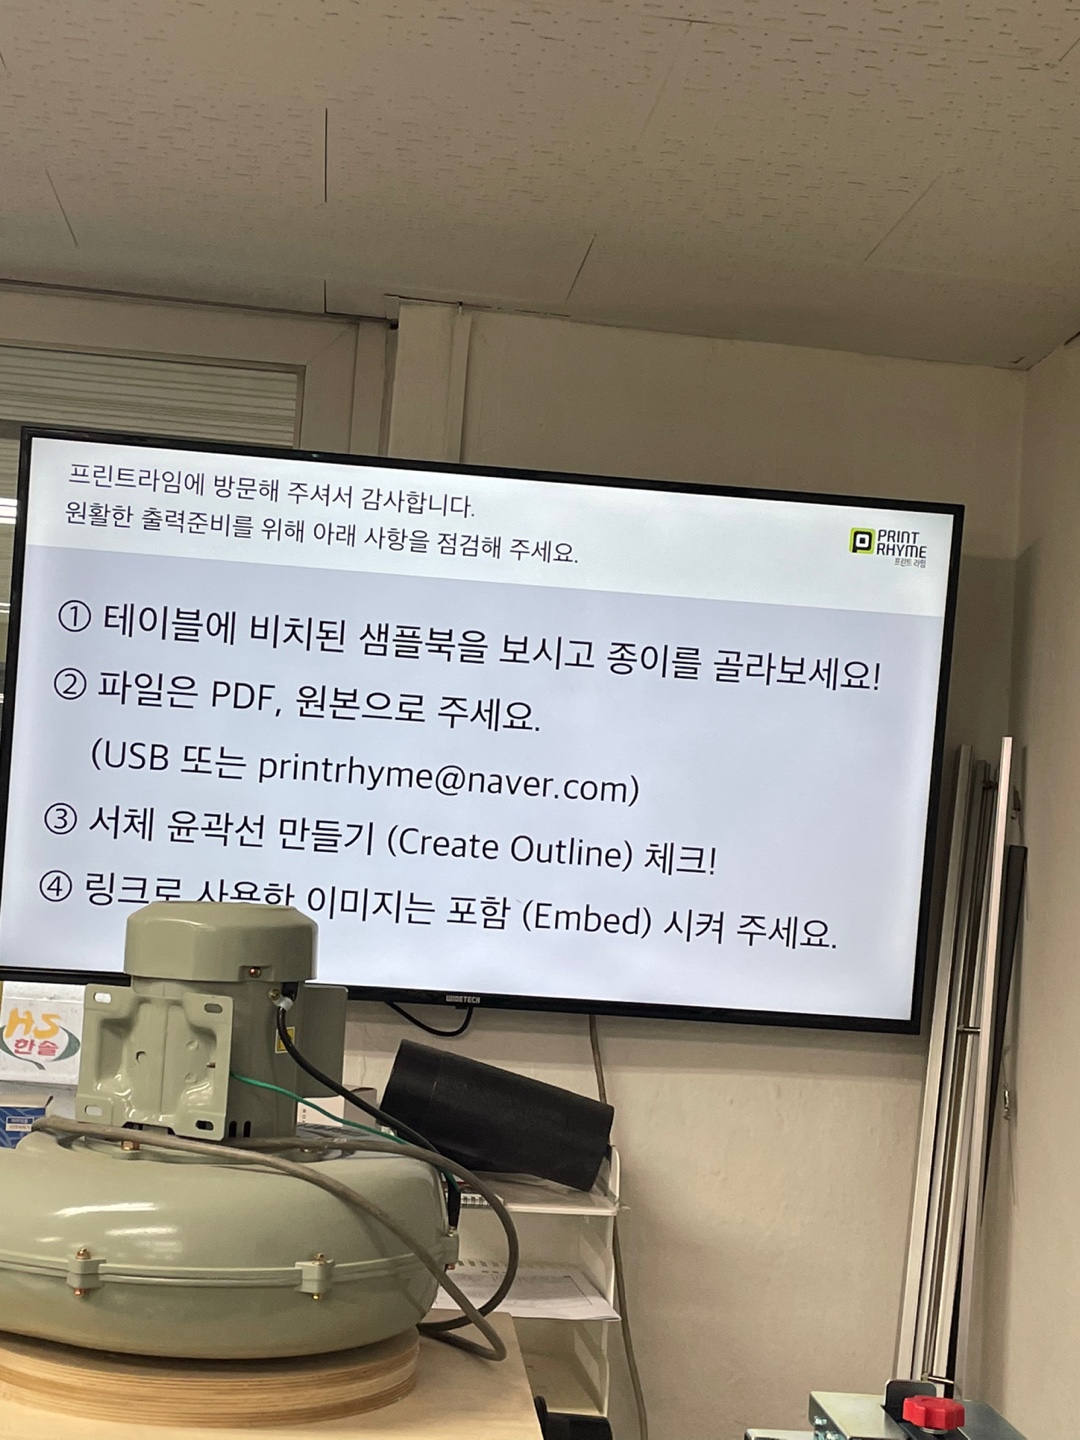 프린트라임에 방문해 주셔서 감사합니다.
원활한 출력준비를 위해 아래 사항을 점검해 주세요.
PRINT
RHYME
프린트 라임
① 테이블에 비치된 샘플북을 보시고 종이를 골라보세요!
② 파일은 PDF, 원본으로 주세요.
(USB 또는 printrhyme@naver.com)
③ 서체 윤곽선 만들기 (Create Outline) 체크!
④ 링크로 사용한 이미지는 포함 (Embed) 시켜 주세요.
WIDETECH
HS
한솔